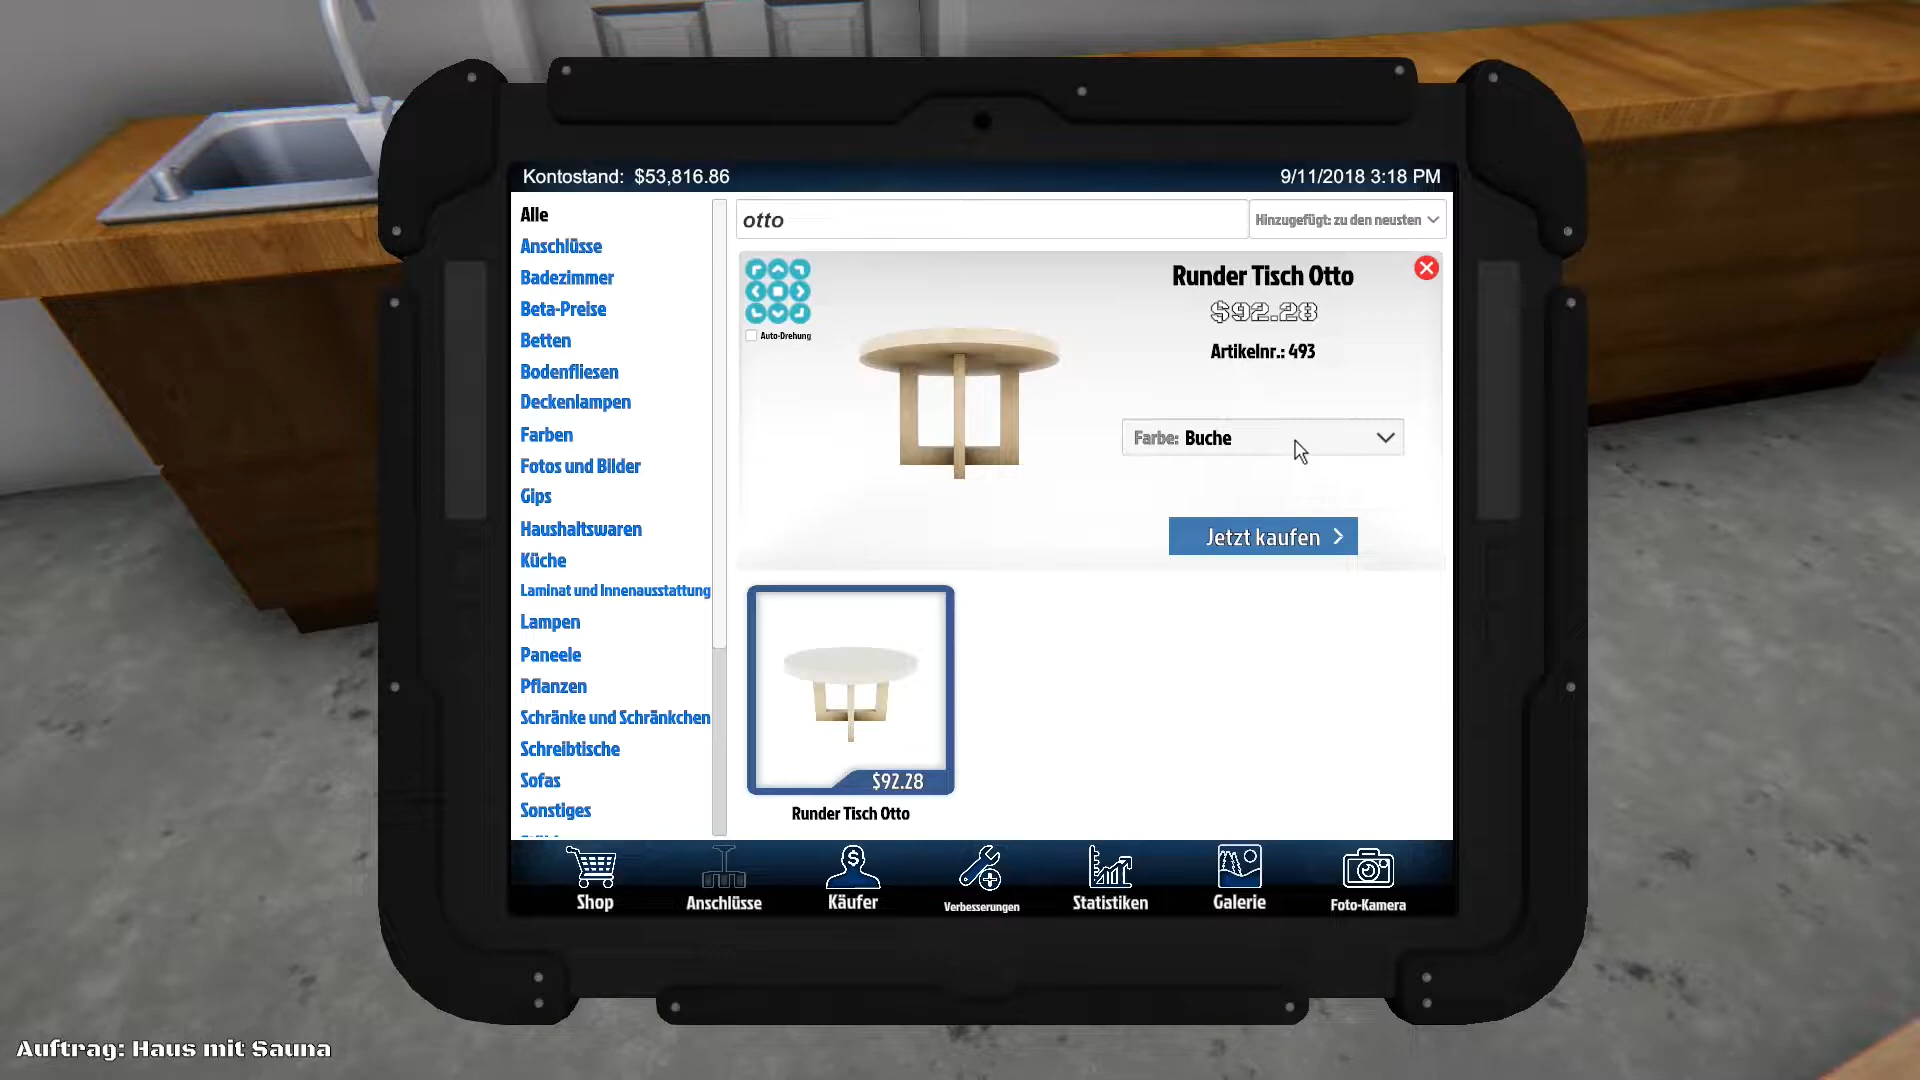 Kontostand: $53,816.86
9/11/2018 3:18 PM
Alle
Anschlüsse
Badezimmer
Beta-Preise
Betten
Bodenfliesen
Deckenlampen
Farben
Fotos und Bilder
Gips
Haushaltswaren
Küche
Laminat und Innenausstattung
Lampen
Paneele
Pflanzen
Schränke und Schränkchen
Schreibtische
Sofas
Sonstiges
otto
Hinzugefügt: zu den neusten
Auto-Drehung
Runder Tisch Otto
$92.28
Artikelnr.: 493
Farbe: Buche
Jetzt kaufen
$92.28
Runder Tisch Otto
Shop
Anschlüsse
Käufer
Verbesserungen
Statistiken
Galerie
Foto-Kamera
Auftrag: Haus mit Sauna